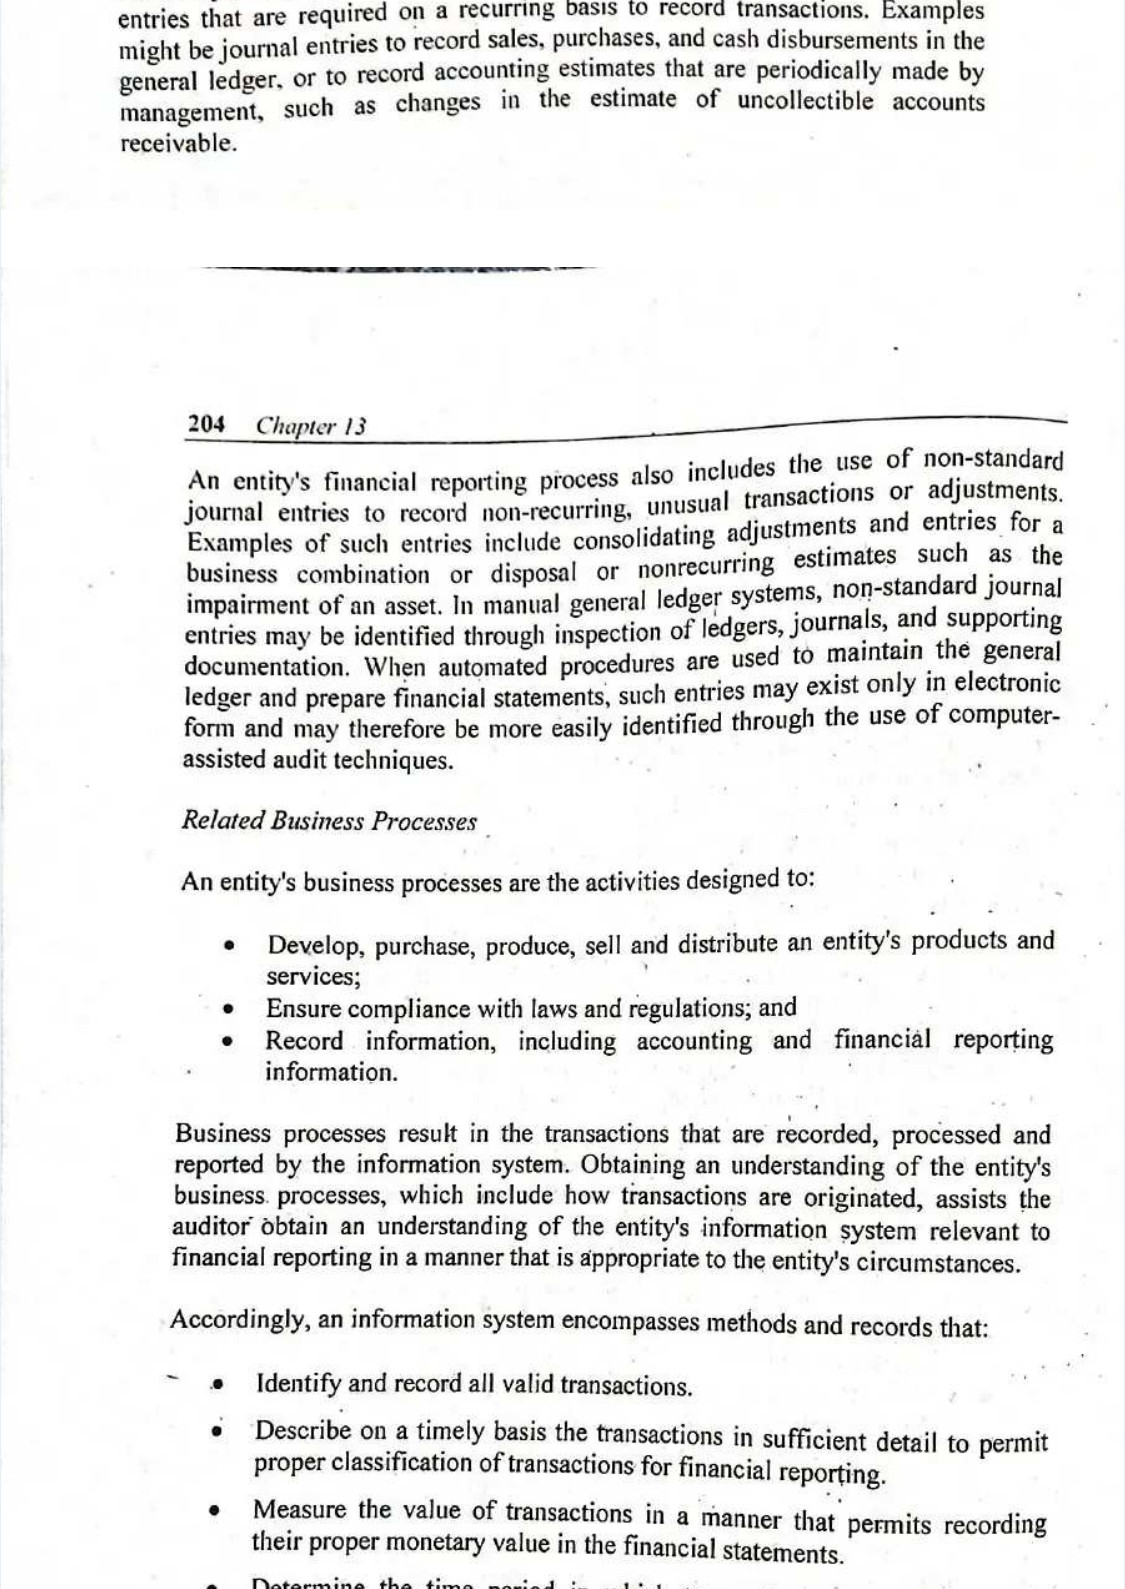 entries that are required on a recurring basis to record transactions. Examples
might be journal entries to record sales, purchases, and cash disbursements in the
general ledger, or to record accounting estimates that are periodically made by
management, such as changes in the estimate of uncollectible accounts
receivable.
204 Chapter 13
An entity's financial reporting process also includes the use of non-standard
journal entries to record non-recurring, unusual transactions or adjustments.
Examples of such entries include consolidating adjustments and entries for a
business combination or disposal or nonrecurring estimates such as the
impairment of an asset. In manual general ledger systems, non-standard journal
entries may be identified through inspection of ledgers, journals, and supporting
documentation. When automated procedures are used to maintain the general
ledger and prepare financial statements, such entries may exist only in electronic
form and may therefore be more easily identified through the use of computer-
assisted audit techniques.
Related Business Processes
An entity's business processes are the activities designed to:
• Develop, purchase, produce, sell and distribute an entity's products and
services;
• Ensure compliance with laws and regulations; and
• Record information, including accounting and financial reporting
information.
Business processes result in the transactions that are recorded, processed and
reported by the information system. Obtaining an understanding of the entity's
business processes, which include how transactions are originated, assists the
auditor obtain an understanding of the entity's information system relevant to
financial reporting in a manner that is appropriate to the entity's circumstances.
Accordingly, an information system encompasses methods and records that:
• Identify and record all valid transactions.
• Describe on a timely basis the transactions in sufficient detail to permit
proper classification of transactions for financial reporting.
• Measure the value of transactions in a manner that permits recording
their proper monetary value in the financial statements.
• Determine the time period in which